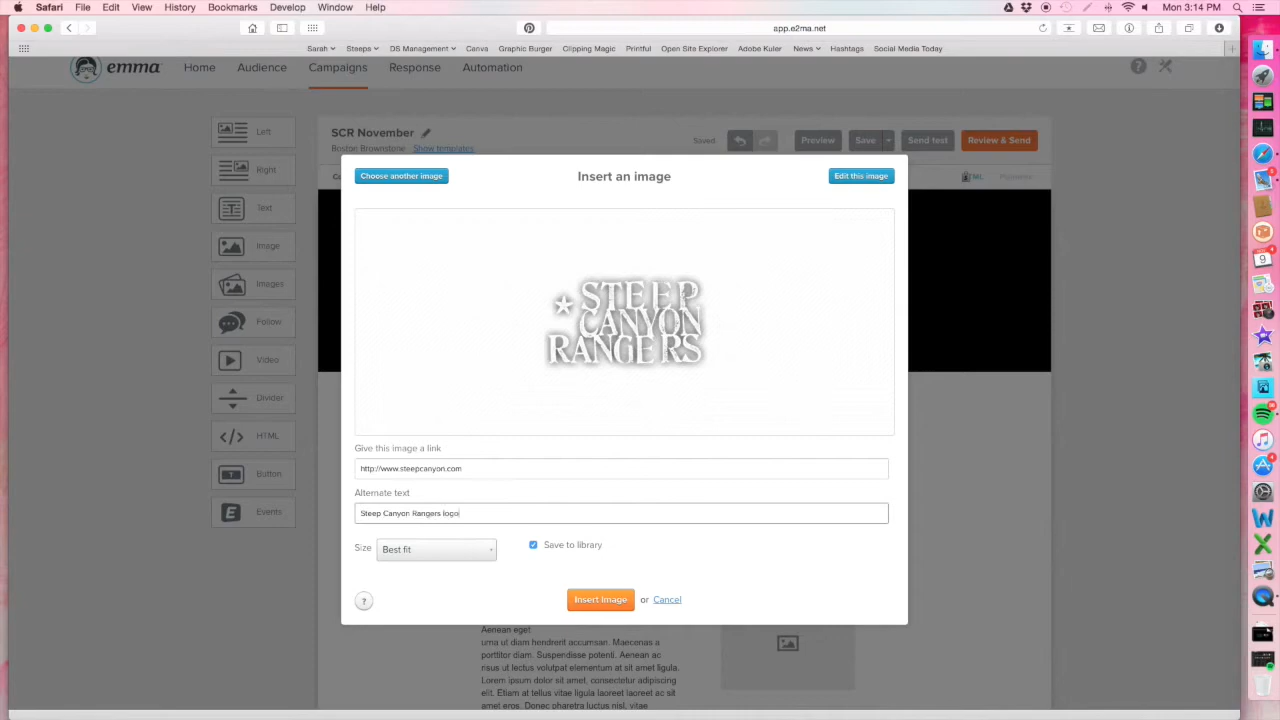 Safari File Edit View History Bookmarks Develop Window Help
Mon 3:14 PM
app.e2ma.net
Sarah Steeps DS Management Canva Graphic Burger Clipping Magic Printful Open Site Explorer Adobe Kuler News Hashtags Social Media Today
emma Home Audience Campaigns Response Automation
SCR November
Boston Brownstone Show templates
Saved Preview Save Send test Review & Send
Left
Right
Text
Image
Images
Follow
Video
Divider
HTML
Button
Events
Choose another image
Insert an image
Edit this image
STEEP
CANYON
RANGERS
Give this image a link
http://www.steepcanyon.com
Alternate text
Steep Canyon Rangers logo
Size Best fit
Save to library
?
Insert Image or Cancel
Aenean eget
urna ut diam hendrerit accumsan. Maecenas a
porttitor diam. Suspendisse potenti. Aenean ac
risus ut lectus volutpat elementum at sit amet ligula.
Lorem ipsum dolor sit amet, consectetur adipiscing
elit. Etiam at tellus vitae ligula laoreet laoreet et sit
amet est. Donec pharetra luctus nisl, vitae